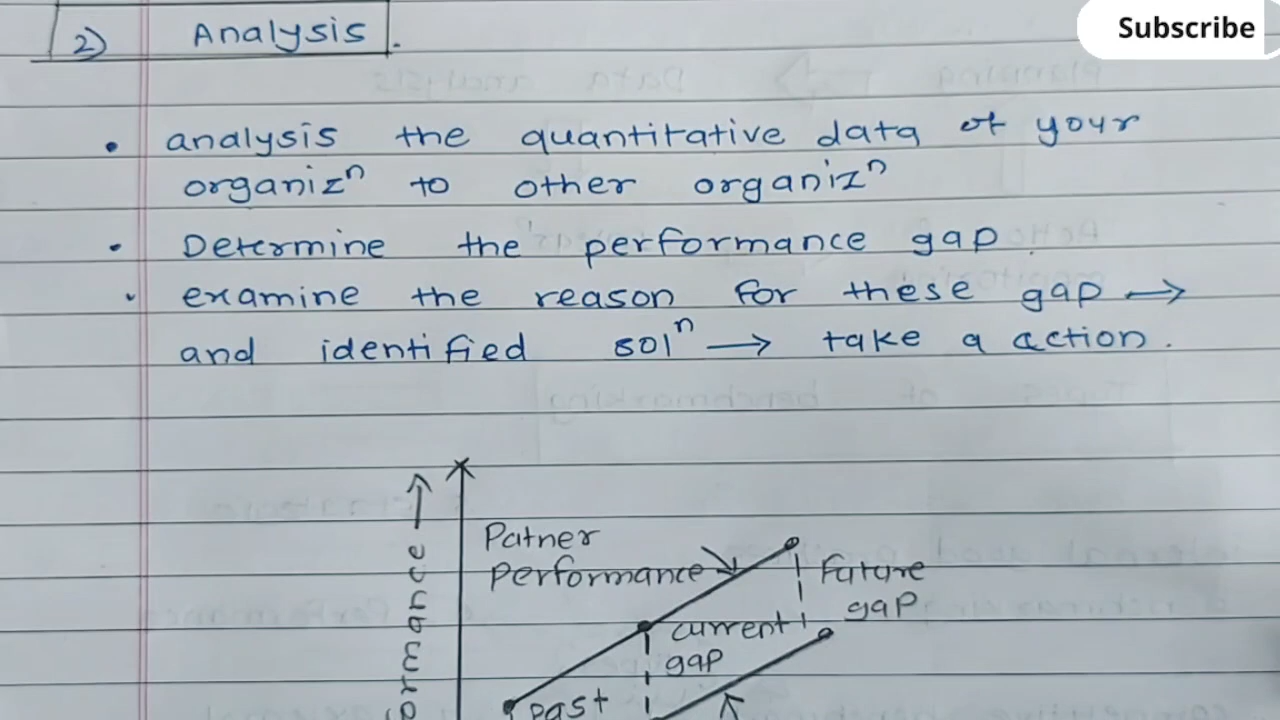 Subscribe
2) Analysis.
• analysis the quantitative data of your
organizⁿ to other organizⁿ
• Determine the performance gap.
• examine the reason for these gap →
and identified solⁿ → take a action.
Patner
performance
Future
gap
current
gap
past
ormance →